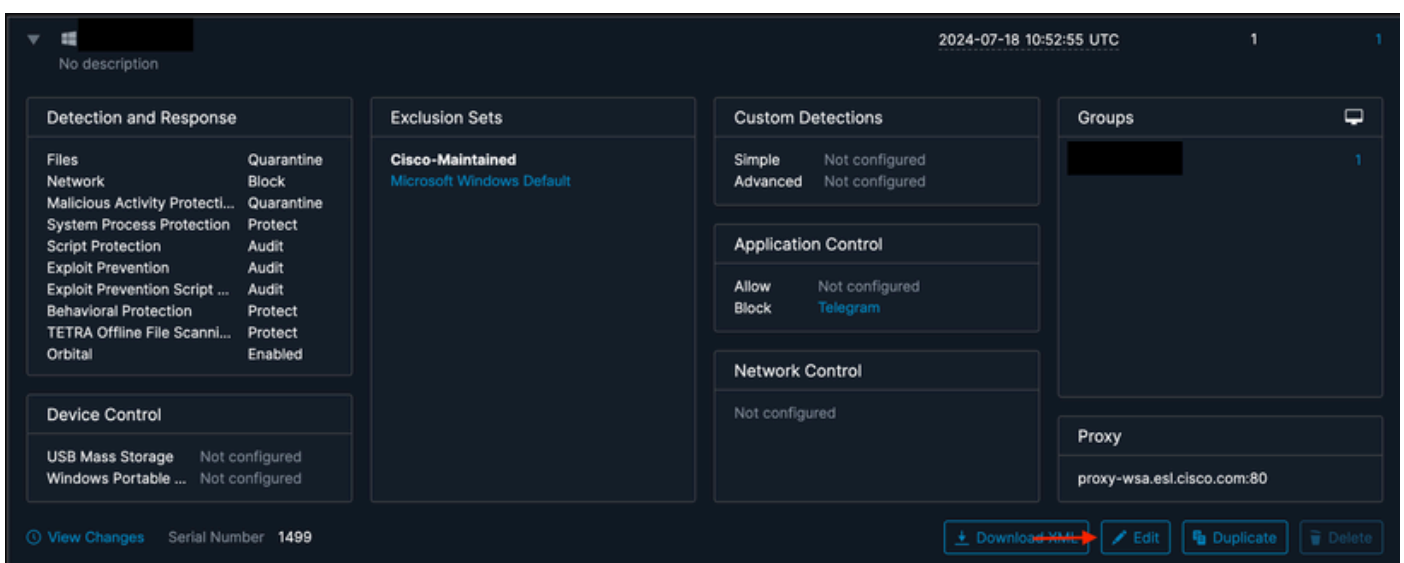 2024-07-18 10:52:55 UTC 1 1
No description
Detection and Response
Files Quarantine
Network Block
Malicious Activity Protecti... Quarantine
System Process Protection Protect
Script Protection Audit
Exploit Prevention Audit
Exploit Prevention Script ... Audit
Behavioral Protection Protect
TETRA Offline File Scanni... Protect
Orbital Enabled
Device Control
USB Mass Storage Not configured
Windows Portable ... Not configured
Exclusion Sets
Cisco-Maintained
Microsoft Windows Default
Custom Detections
Simple Not configured
Advanced Not configured
Application Control
Allow Not configured
Block Telegram
Network Control
Not configured
Groups
1
Proxy
proxy-wsa.esl.cisco.com:80
View Changes Serial Number 1499
Download XML Edit Duplicate Delete